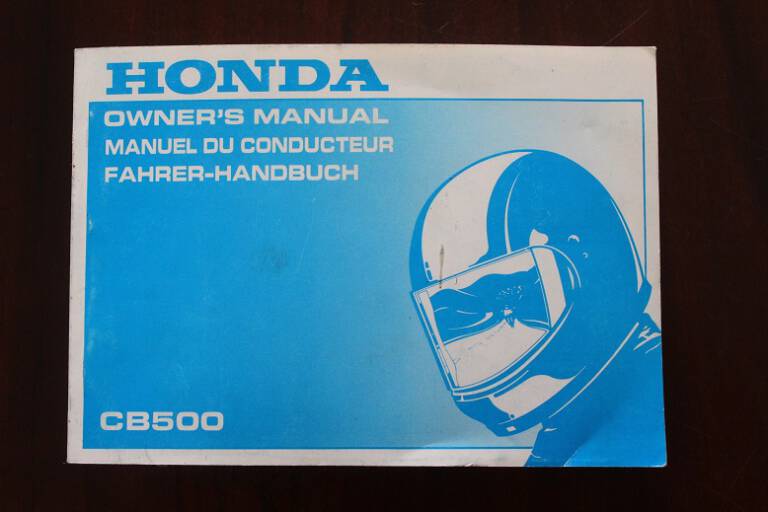 HONDA
OWNER'S MANUAL
MANUEL DU CONDUCTEUR
FAHRER-HANDBUCH
CB500